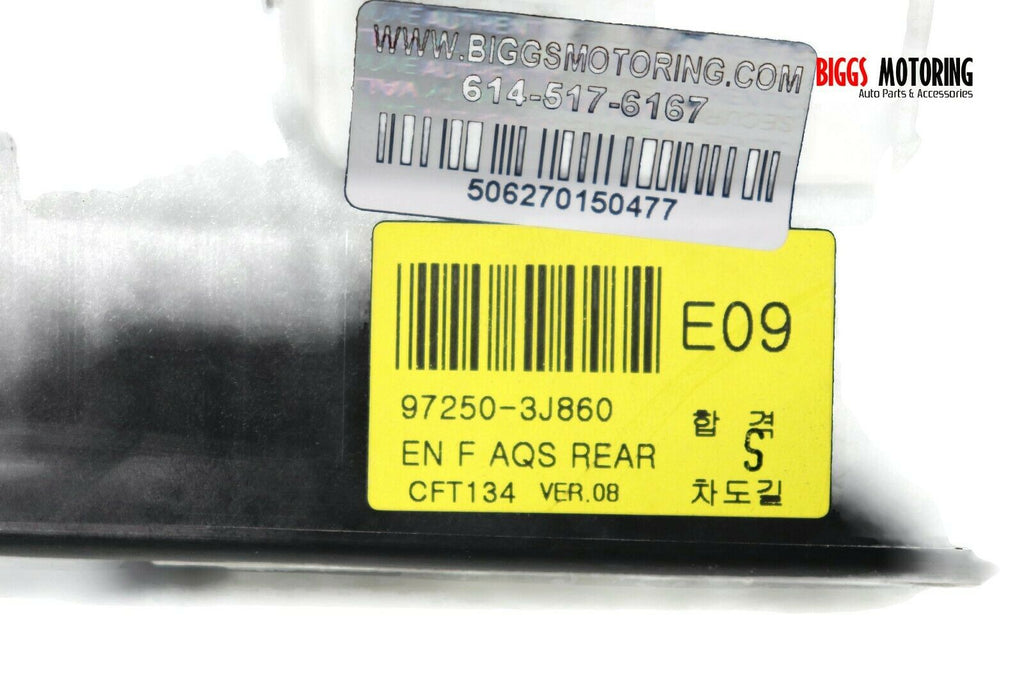 WWW.BIGGSMOTORING.COM
614-517-6167
506270150477
BIGGS MOTORING
Auto Parts & Accessories
E09
97250-3J860
합 격
EN F AQS REAR
S
CFT134 VER.08
차도길